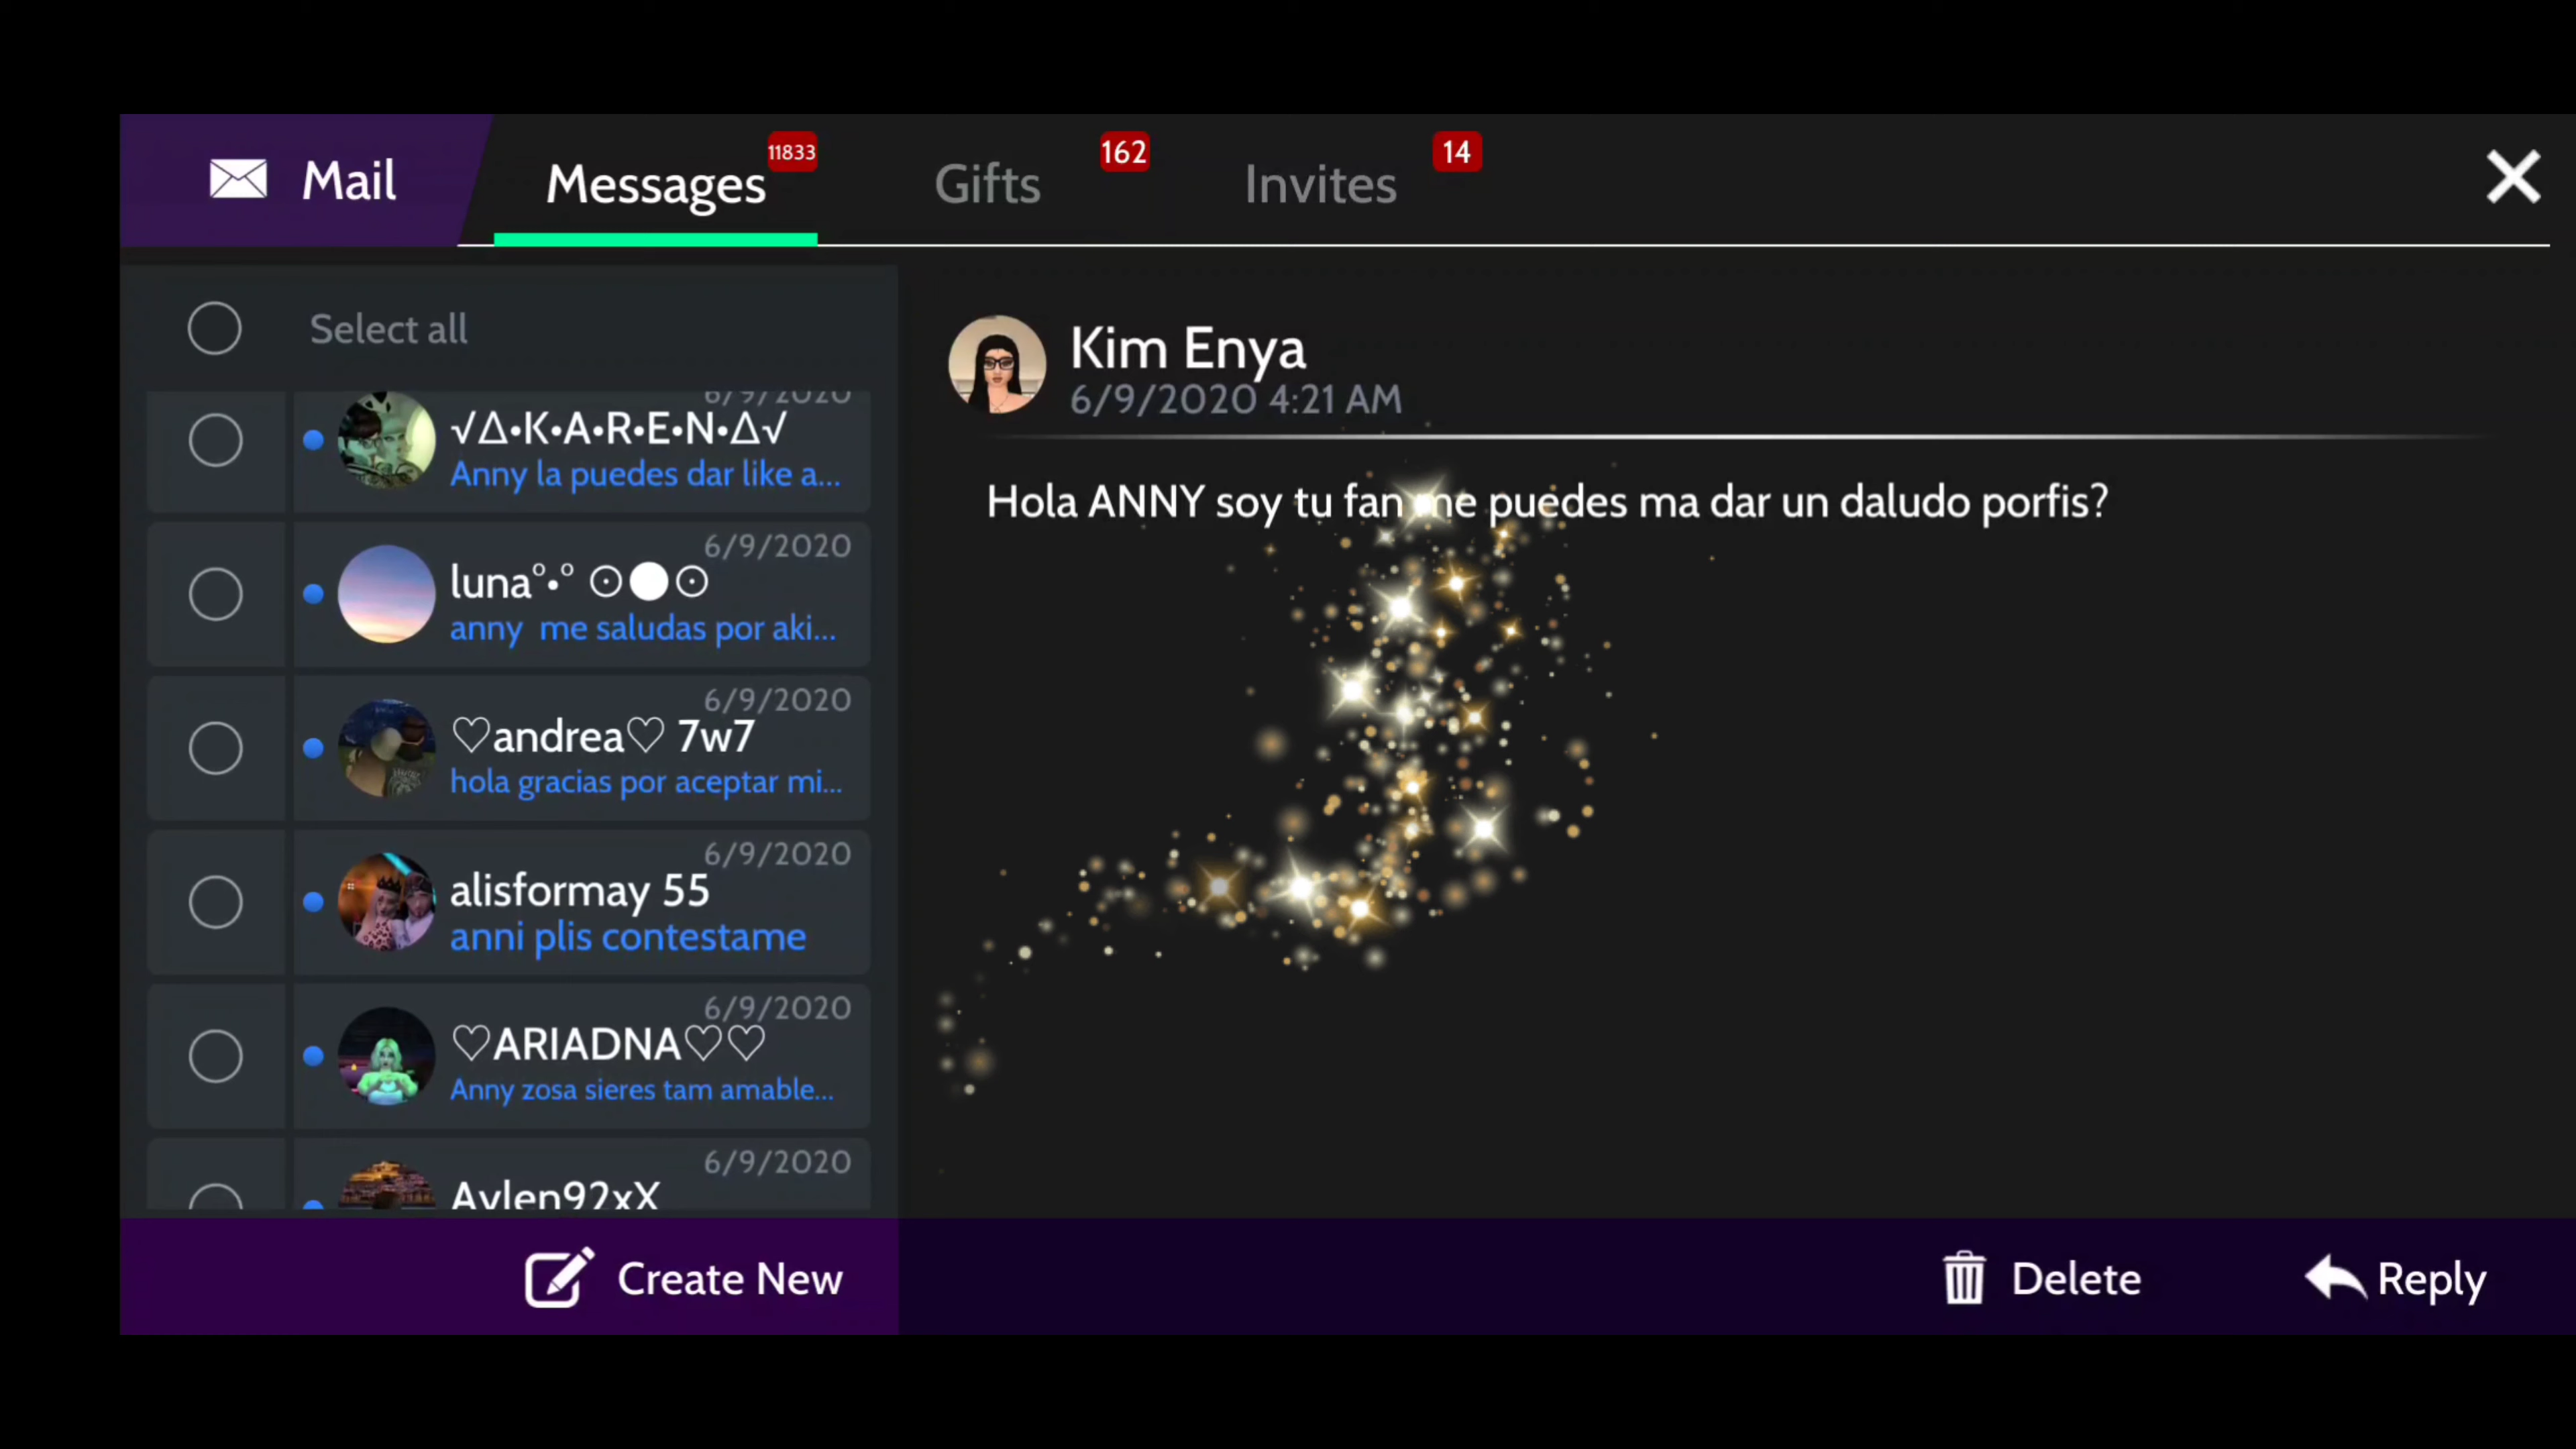 Mail
Messages
11833
Gifts
162
Invites
14
Select all
6/9/2020
√Δ•K•A•R•E•N•Δ√
Anny la puedes dar like a...
6/9/2020
luna°•° ⊙●⊙
anny  me saludas por aki...
6/9/2020
♡andrea♡ 7w7
hola gracias por aceptar mi...
6/9/2020
alisformay 55
anni plis contestame
6/9/2020
♡ARIADNA♡♡
Anny zosa sieres tam amable...
6/9/2020
Aylen92xX
Create New
Kim Enya
6/9/2020 4:21 AM
Hola ANNY soy tu fan me puedes ma dar un daludo porfis?
Delete
Reply